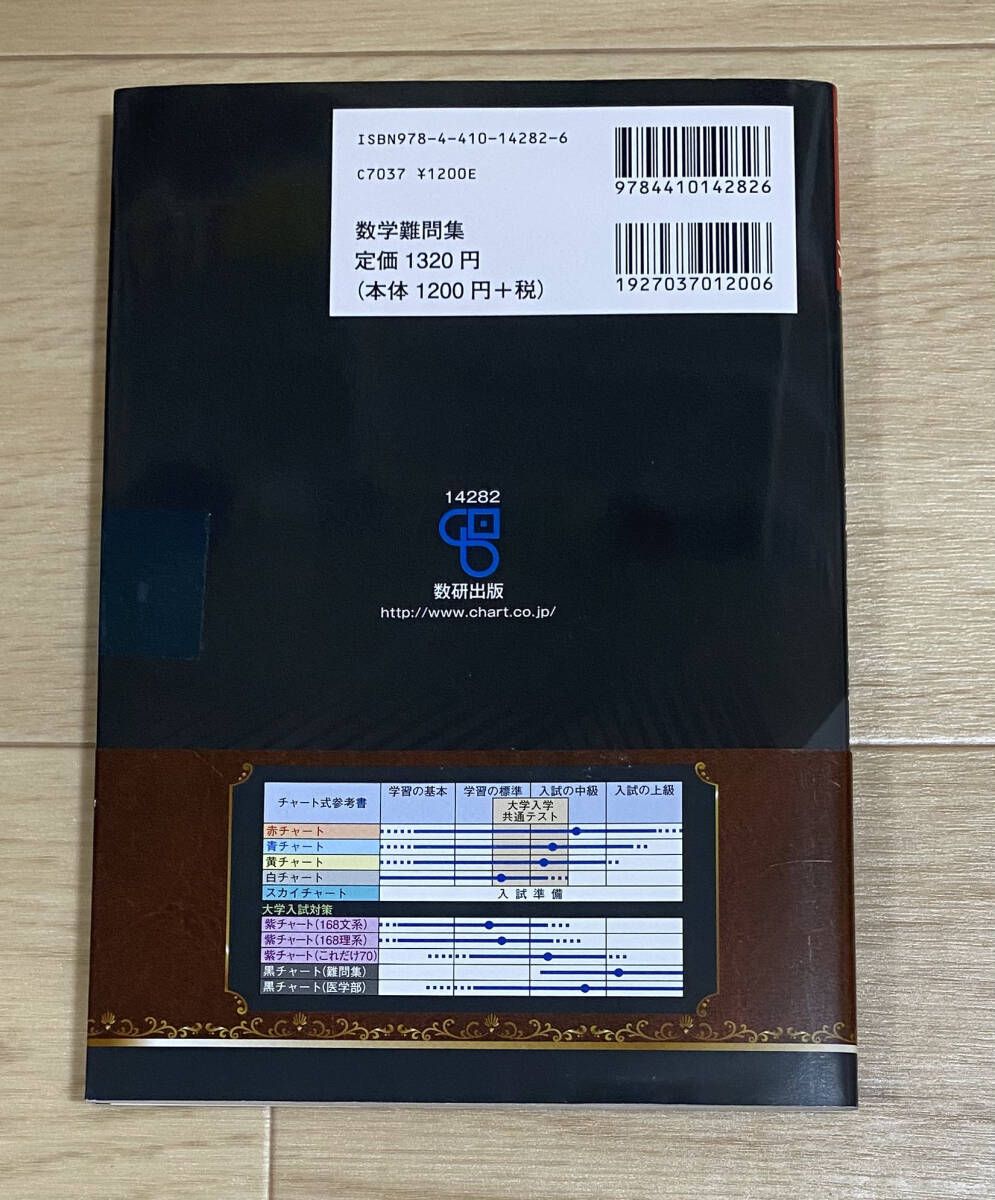 ISBN978-4-410-14282-6
C7037 ¥1200E
9784410142826
数学難問集
定価1320円
(本体1200円+税)
1927037012006
14282
数研出版
http://www.chart.co.jp/
チャート式参考書 学習の基本 学習の標準 入試の中級 入試の上級
大学入学
共通テスト
赤チャート
青チャート
黄チャート
白チャート
スカイチャート 入試準備
大学入試対策
紫チャート(168文系)
紫チャート(168理系)
紫チャート(これだけ70)
黒チャート(難問集)
黒チャート(医学部)